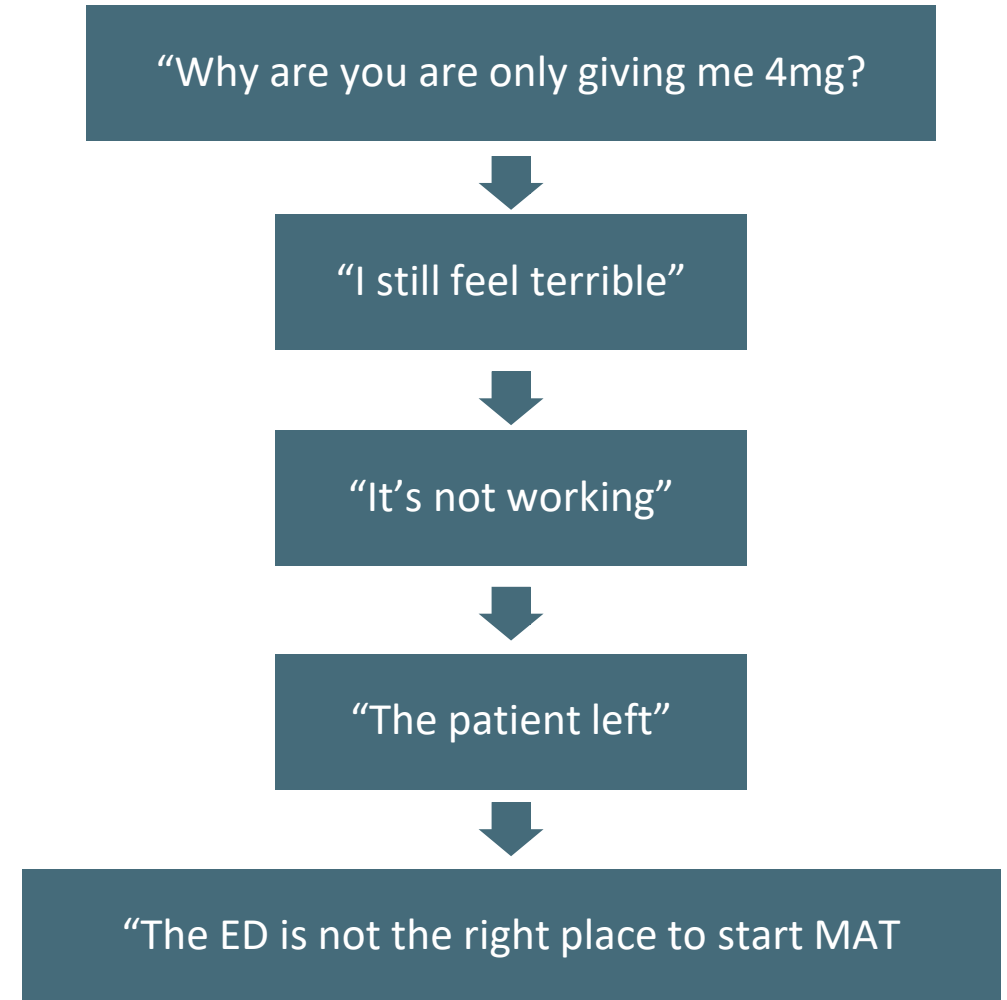 “Why are you are only giving me 4mg?
“I still feel terrible”
“It’s not working”
“The patient left”
“The ED is not the right place to start MAT